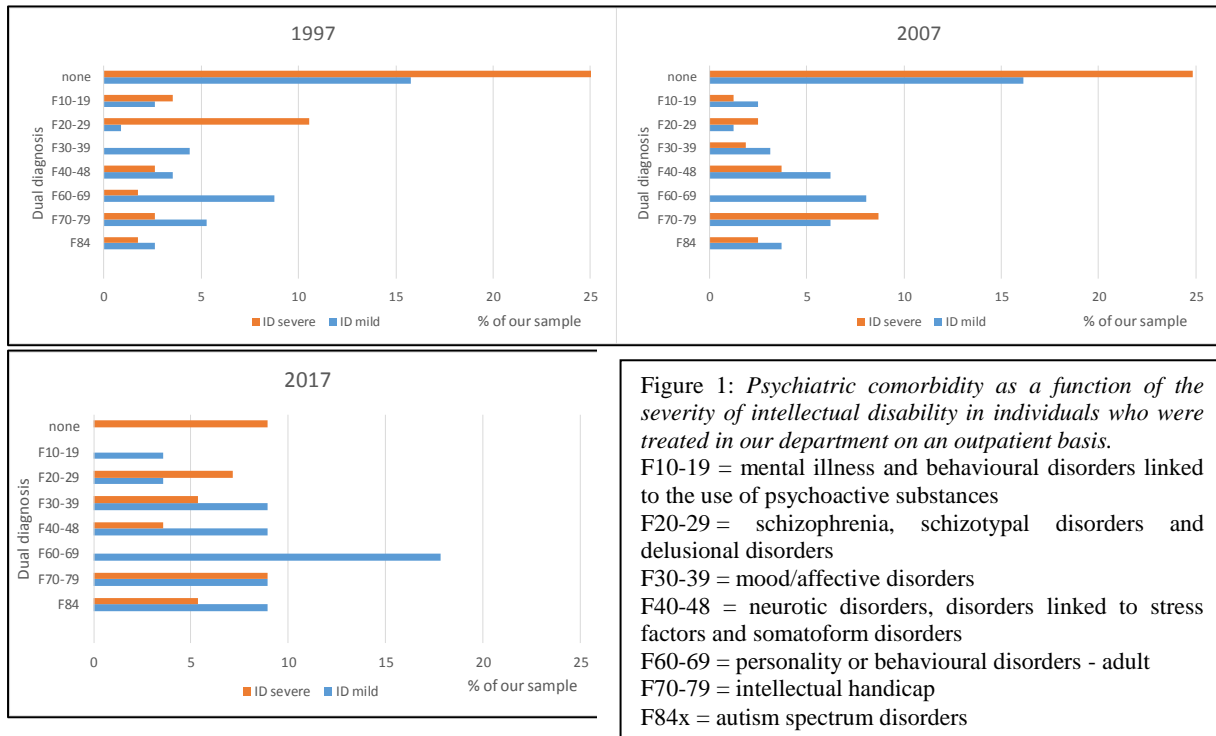 1997
Dual diagnosis
none
F10-19
F20-29
F30-39
F40-48
F60-69
F70-79
F84
0 5 10 15 20 25
ID severe ID mild % of our sample
2007
Dual diagnosis
none
F10-19
F20-29
F30-39
F40-48
F60-69
F70-79
F84
0 5 10 15 20 25
ID severe ID mild % of our sample
2017
Dual diagnosis
none
F10-19
F20-29
F30-39
F40-48
F60-69
F70-79
F84
0 5 10 15 20 25
ID severe ID mild % of our sample
Figure 1: Psychiatric comorbidity as a function of the
severity of intellectual disability in individuals who were
treated in our department on an outpatient basis.
F10-19 = mental illness and behavioural disorders linked
to the use of psychoactive substances
F20-29 = schizophrenia, schizotypal disorders and
delusional disorders
F30-39 = mood/affective disorders
F40-48 = neurotic disorders, disorders linked to stress
factors and somatoform disorders
F60-69 = personality or behavioural disorders - adult
F70-79 = intellectual handicap
F84x = autism spectrum disorders